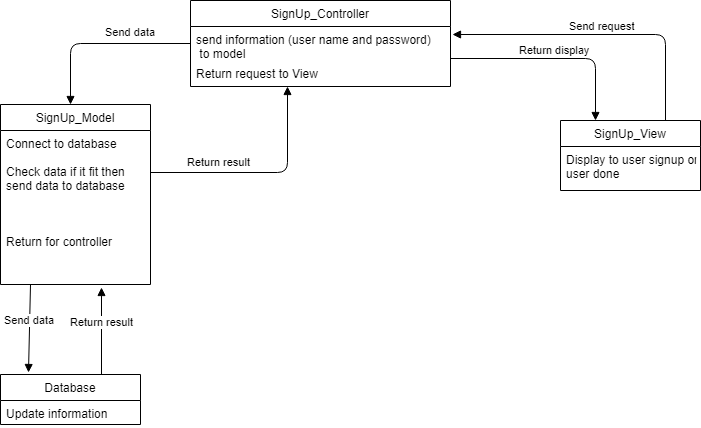 SignUp_Controller
Send data
send information (user name and password)
to model
Return request to View
Send request
Return display
SignUp_Model
Connect to database
Check data if it fit then
send data to database
Return for controller
Return result
SignUp_View
Display to user signup or
user done
Send data
Return result
Database
Update information